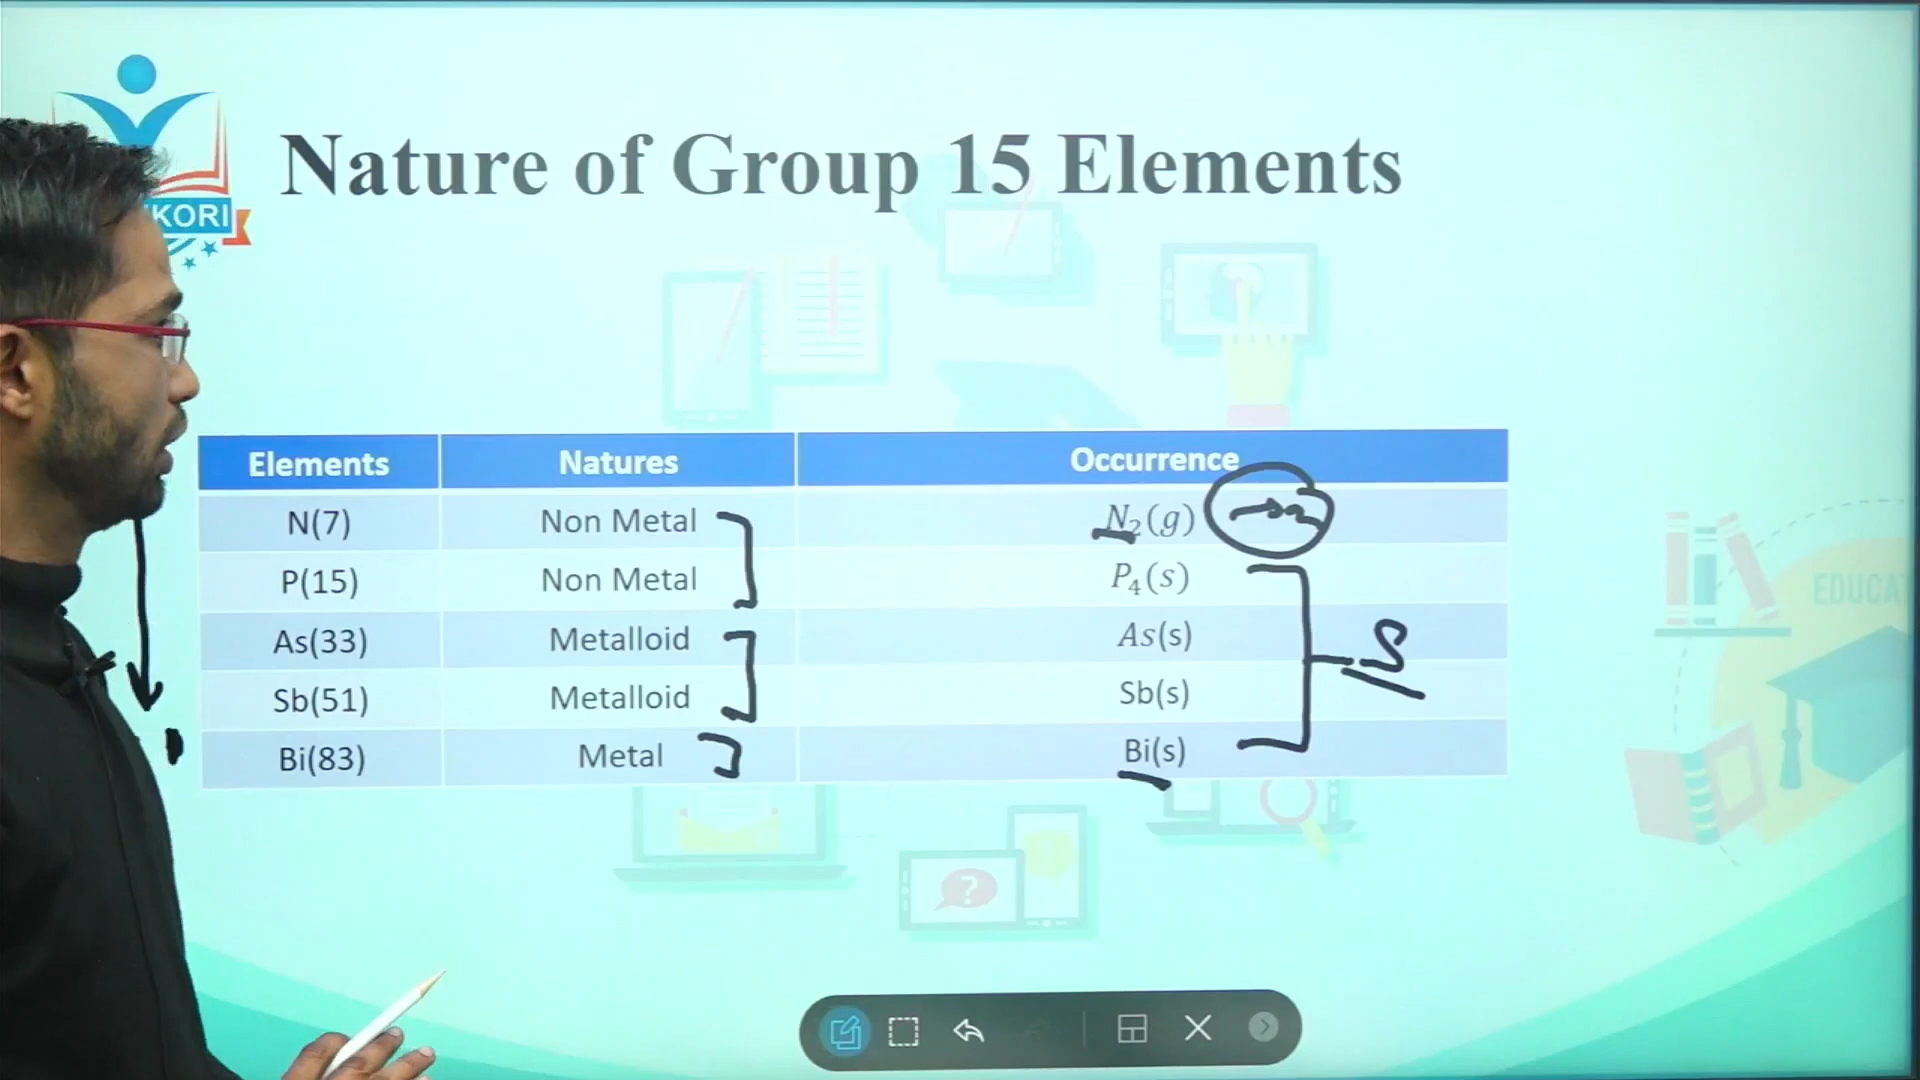 KORI
Nature of Group 15 Elements
Elements Natures Occurrence
N(7) Non Metal N₂(g)
P(15) Non Metal P₄(s)
As(33) Metalloid As(s)
Sb(51) Metalloid Sb(s)
Bi(83) Metal Bi(s)
S
EDUCA
?